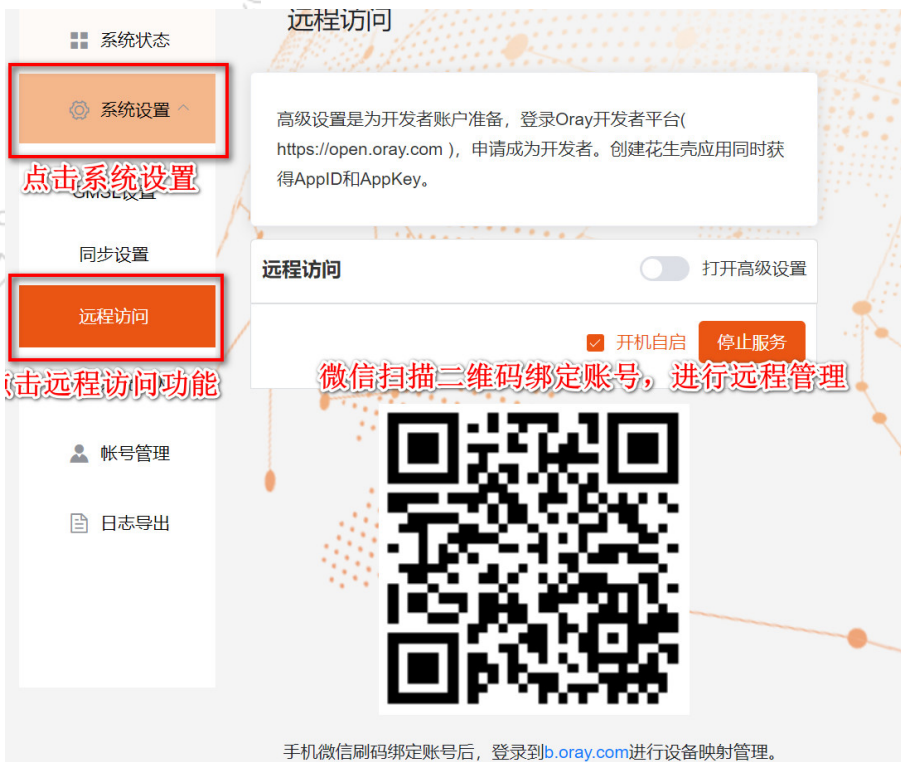 远程访问
系统状态
系统设置
高级设置是为开发者账户准备，登录Oray开发者平台(
https://open.oray.com )，申请成为开发者。创建花生壳应用同时获
得AppID和AppKey。
点击系统设置
同步设置
远程访问
打开高级设置
远程访问
开机自启
停止服务
击远程访问功能
微信扫描二维码绑定账号，进行远程管理
帐号管理
日志导出
手机微信刷码绑定账号后，登录到b.oray.com进行设备映射管理。